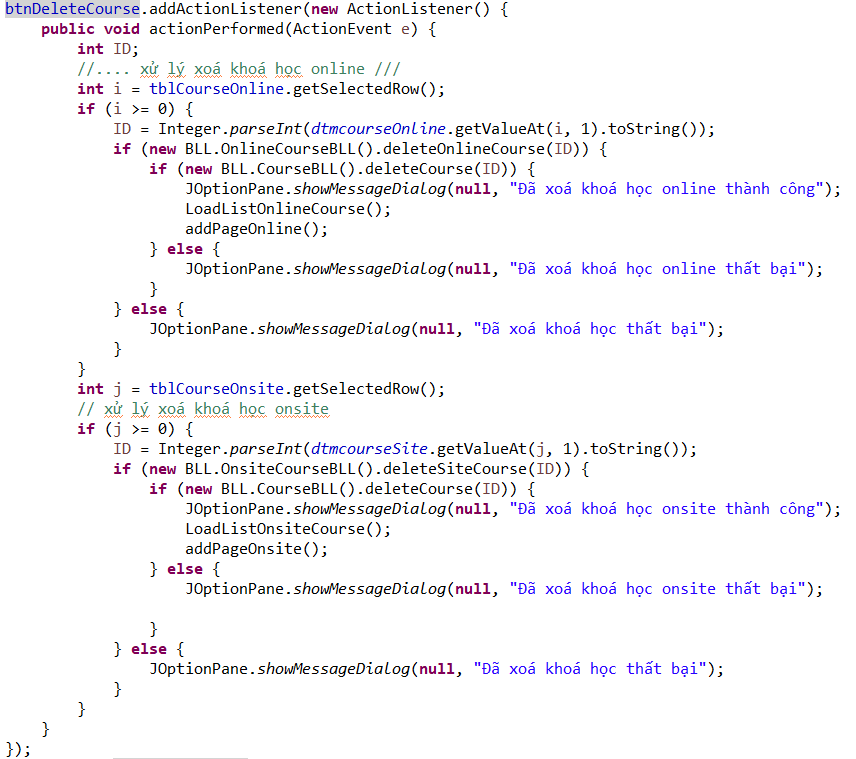 btnDeleteCourse.addActionListener(new ActionListener() {
    public void actionPerformed(ActionEvent e) {
        int ID;
        //.... xử lý xoá khoá học online ///
        int i = tblCourseOnline.getSelectedRow();
        if (i >= 0) {
            ID = Integer.parseInt(dtmcourseOnline.getValueAt(i, 1).toString());
            if (new BLL.OnlineCourseBLL().deleteOnlineCourse(ID)) {
                if (new BLL.CourseBLL().deleteCourse(ID)) {
                    JOptionPane.showMessageDialog(null, "Đã xoá khoá học online thành công");
                    LoadListOnlineCourse();
                    addPageOnline();
                } else {
                    JOptionPane.showMessageDialog(null, "Đã xoá khoá học online thất bại");
                }
            } else {
                JOptionPane.showMessageDialog(null, "Đã xoá khoá học thất bại");
            }
        }
        int j = tblCourseOnsite.getSelectedRow();
        // xử lý xoá khoá học onsite
        if (j >= 0) {
            ID = Integer.parseInt(dtmcourseSite.getValueAt(j, 1).toString());
            if (new BLL.OnsiteCourseBLL().deleteSiteCourse(ID)) {
                if (new BLL.CourseBLL().deleteCourse(ID)) {
                    JOptionPane.showMessageDialog(null, "Đã xoá khoá học onsite thành công");
                    LoadListOnsiteCourse();
                    addPageOnsite();
                } else {
                    JOptionPane.showMessageDialog(null, "Đã xoá khoá học onsite thất bại");

                }
            } else {
                JOptionPane.showMessageDialog(null, "Đã xoá khoá học thất bại");
            }
        }
    }
});